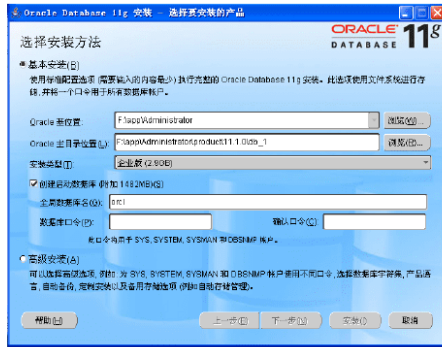 Oracle Database 11g 安装 - 选择要安装的产品
选择安装方法
ORACLE
DATABASE 11g
基本安装(B)
使用标准配置选项 (需要输入的内容最少) 执行完整的 Oracle Database 11g 安装。此选项使用文件系统进行存
储,并将一个口令用于所有数据库帐户。
Oracle 基位置: F:\app\Administrator 浏览(W)...
Oracle 主目录位置(L): F:\app\Administrator\product\11.1.0\db_1 浏览(R)...
安装类型(T): 企业版 (2.9GB)
创建启动数据库 (附加 1482MB)(S)
全局数据库名(G): orcl
数据库口令(P): 确认口令(C):
此口令将用于 SYS, SYSTEM, SYSMAN 和 DBSNMP 帐户。
高级安装(A)
可以选择高级选项, 例如: 为 SYS, SYSTEM, SYSMAN 和 DBSNMP 帐户使用不同口令, 选择数据库字符集, 产品语
言, 自动备份, 定制安装以及备用存储选项 (例如自动存储管理)。
帮助(H) 上一步(B) 下一步(N) 安装(I) 取消